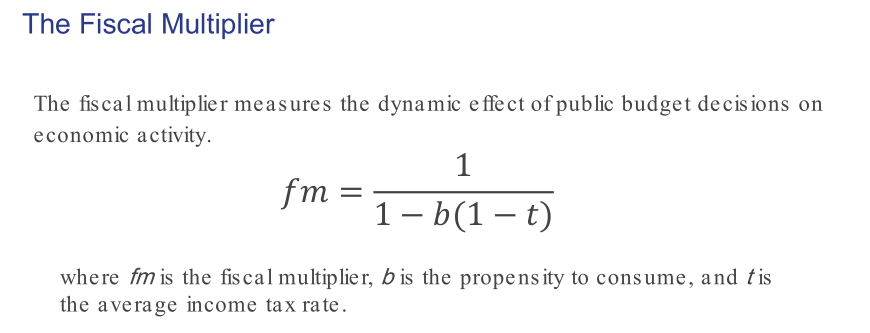 The Fiscal Multiplier
The fiscal multiplier measures the dynamic effect of public budget decisions on
economic activity.
fm = 1 / (1 − b(1 − t))
where fm is the fiscal multiplier, b is the propensity to consume, and t is
the average income tax rate.